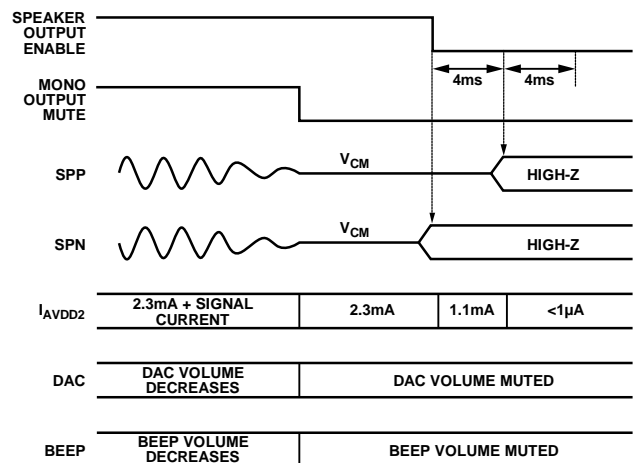 SPEAKER
OUTPUT
ENABLE
4ms
4ms
MONO
OUTPUT
MUTE
SPP
VCM
HIGH-Z
SPN
VCM
HIGH-Z
IAVDD2
2.3mA + SIGNAL
CURRENT
2.3mA
1.1mA
<1µA
DAC
DAC VOLUME
DECREASES
DAC VOLUME MUTED
BEEP
BEEP VOLUME
DECREASES
BEEP VOLUME MUTED